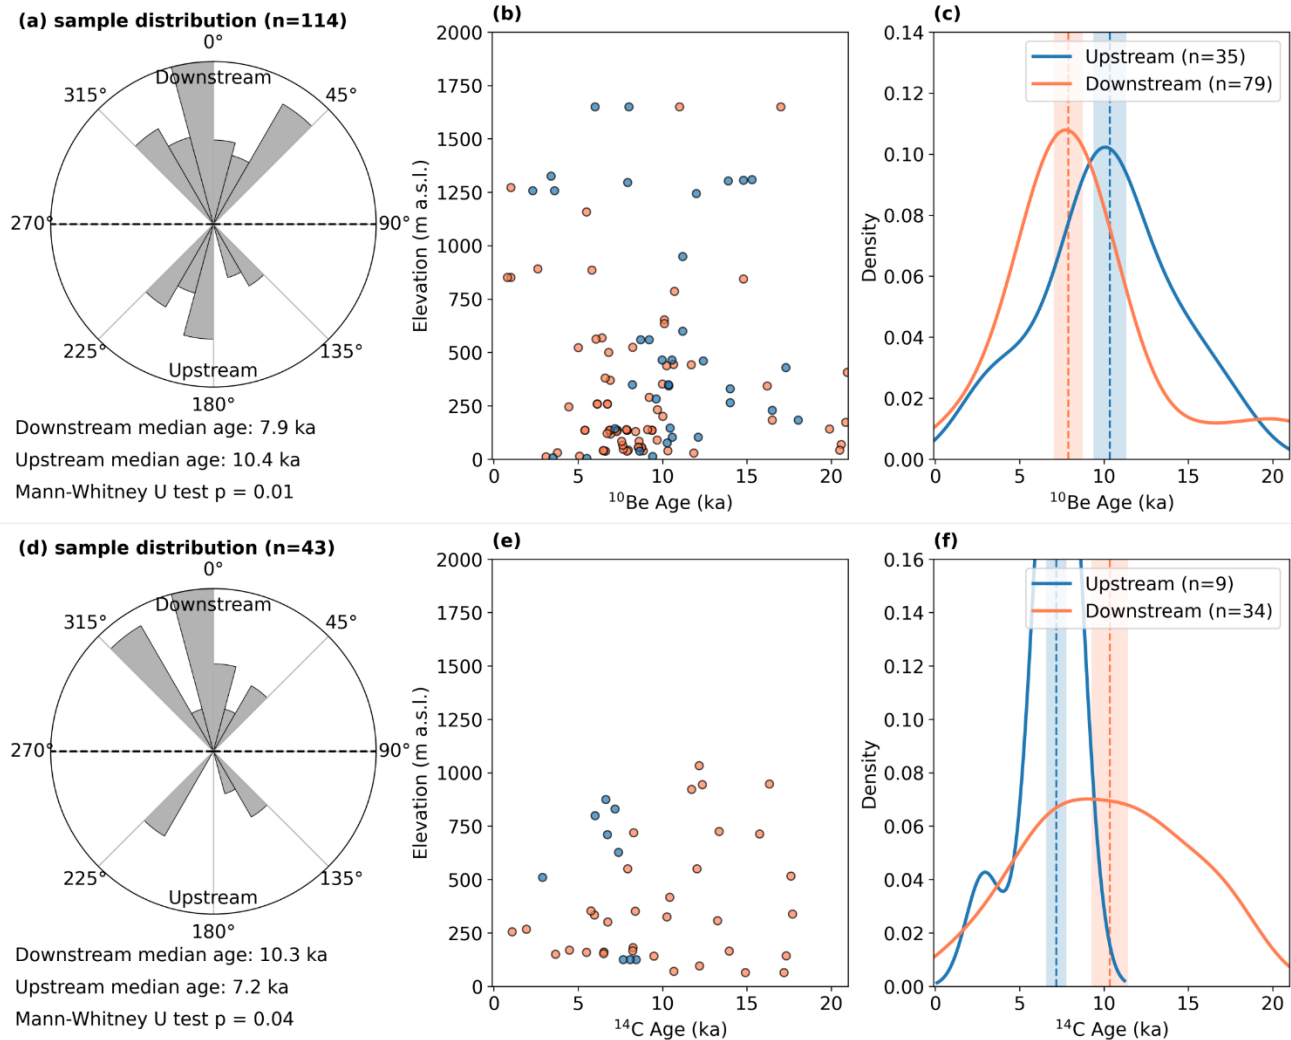 (a) sample distribution (n=114)
0°
Downstream
315°
45°
270°
90°
225°
135°
Upstream
180°
Downstream median age: 7.9 ka
Upstream median age: 10.4 ka
Mann-Whitney U test p = 0.01
(b)
2000
1750
1500
1250
1000
750
500
250
0
Elevation (m a.s.l.)
0 5 10 15 20
¹⁰Be Age (ka)
(c)
0.14
0.12
0.10
0.08
0.06
0.04
0.02
0.00
Density
Upstream (n=35)
Downstream (n=79)
0 5 10 15 20
¹⁰Be Age (ka)
(d) sample distribution (n=43)
0°
Downstream
315°
45°
270°
90°
225°
135°
Upstream
180°
Downstream median age: 10.3 ka
Upstream median age: 7.2 ka
Mann-Whitney U test p = 0.04
(e)
2000
1750
1500
1250
1000
750
500
250
0
Elevation (m a.s.l.)
0 5 10 15 20
¹⁴C Age (ka)
(f)
0.16
0.14
0.12
0.10
0.08
0.06
0.04
0.02
0.00
Density
Upstream (n=9)
Downstream (n=34)
0 5 10 15 20
¹⁴C Age (ka)